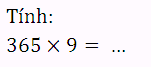 Tính:
365 × 9 = ...